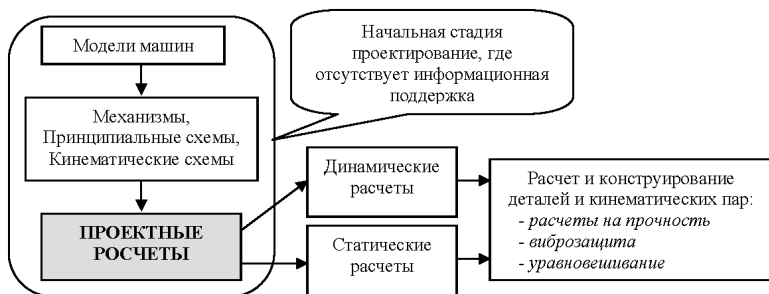 Модели машин
Начальная стадия
проектирование, где
отсутствует информационная
поддержка
Механизмы,
Принципиальные схемы,
Кинематические схемы
Динамические
расчеты
Расчет и конструирование
деталей и кинематических пар:
- расчеты на прочность
- виброзащита
- уравновешивание
ПРОЕКТНЫЕ
РОСЧЕТЫ
Статические
расчеты